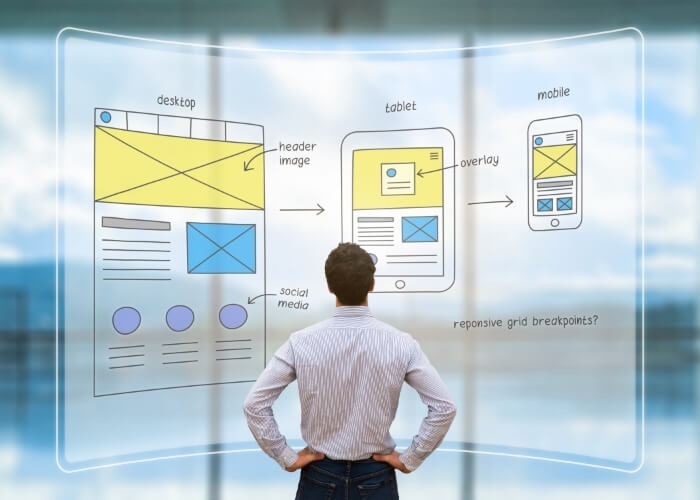 desktop
tablet
mobile
header
image
overlay
social
media
reponsive grid breakpoints?